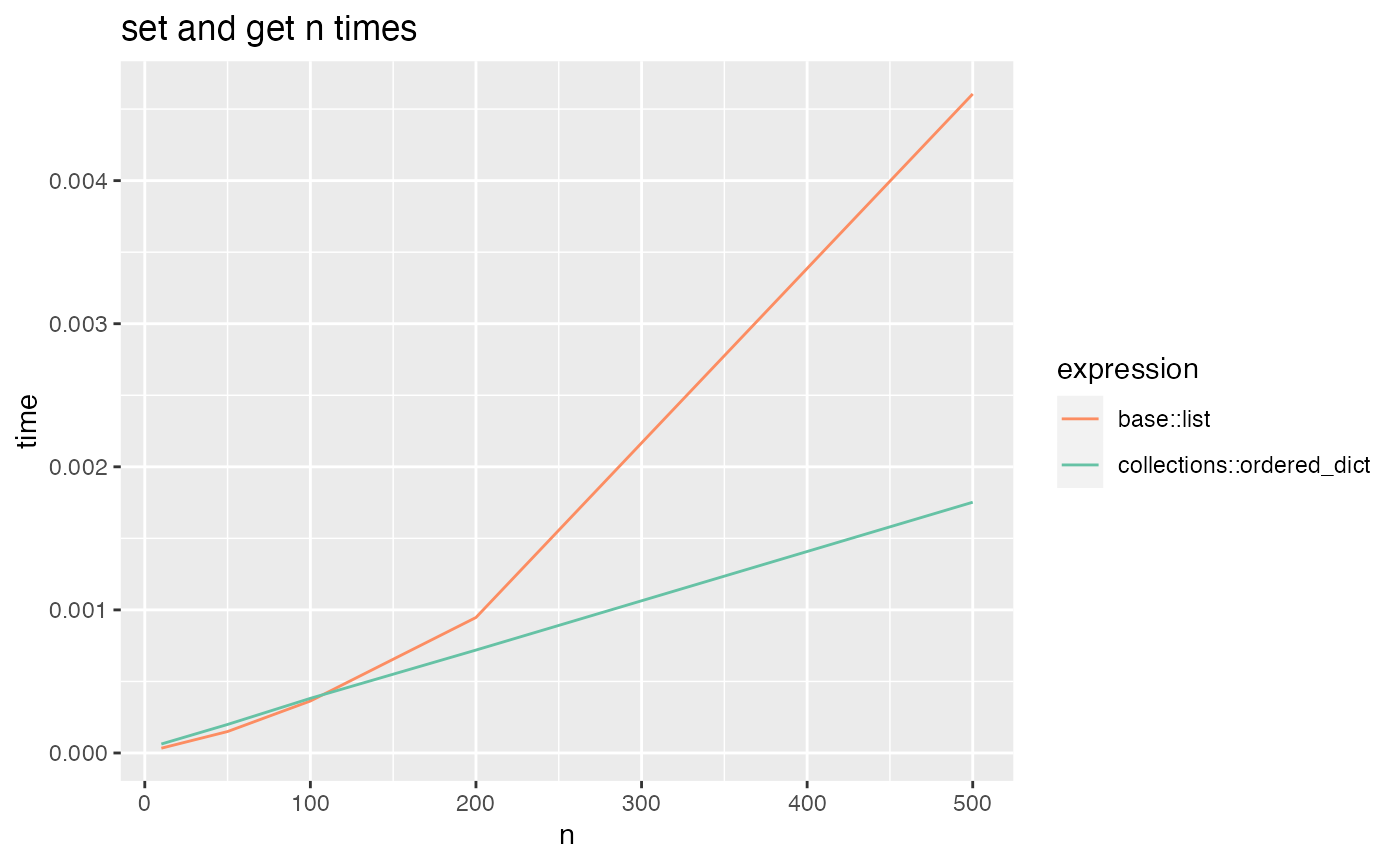 set and get n times
time
0.004
0.003
0.002
0.001
0.000
0 100 200 300 400 500
n
expression
base::list
collections::ordered_dict